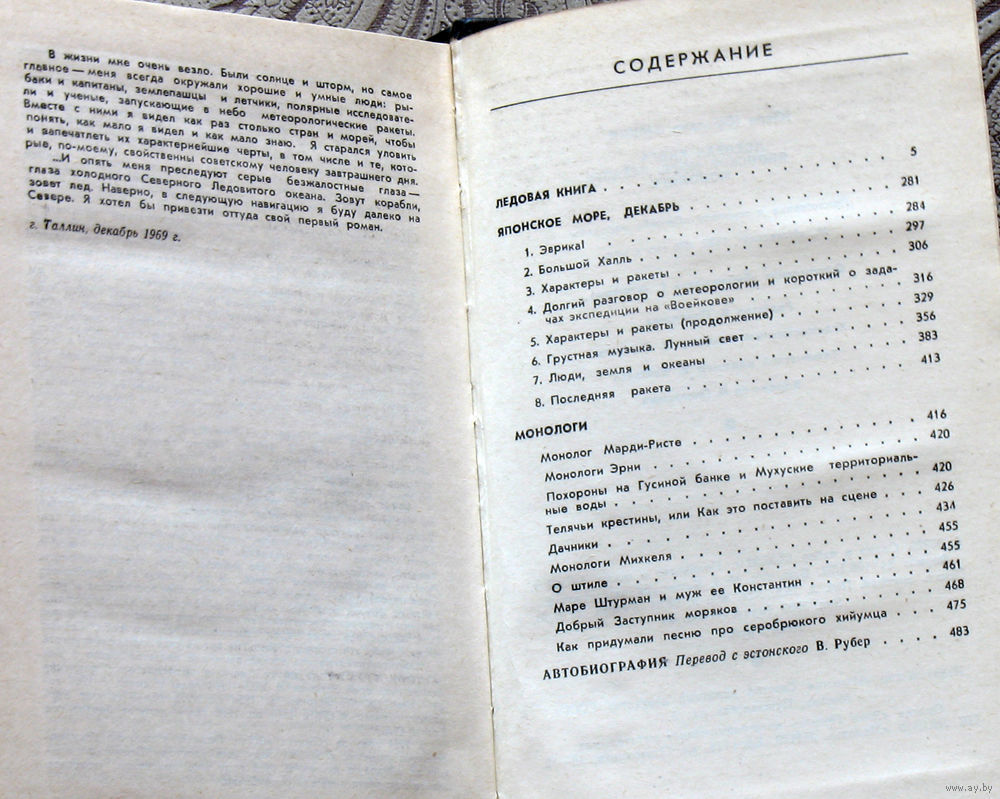 В жизни мне очень везло. Были солнце и шторм, но самое
главное — меня всегда окружали хорошие и умные люди: ры-
баки и капитаны, землепашцы и летчики, полярные исследовате-
ли и ученые, запускающие в небо метеорологические ракеты.
Вместе с ними я видел как раз столько стран и морей, чтобы
понять, как мало я видел и как мало знаю. Я старался уловить
и запечатлеть их характернейшие черты, в том числе и те, кото-
рые, по-моему, свойственны советскому человеку завтрашнего дня.
...И опять меня преследуют серые безжалостные глаза —
глаза холодного Северного Ледовитого океана. Зовут корабли,
зовет лед. Наверно, в следующую навигацию я буду далеко на
Севере. Я хотел бы привезти оттуда свой первый роман.
г. Таллин, декабрь 1969 г.
СОДЕРЖАНИЕ
ЛЕДОВАЯ КНИГА . . . . . . . . . . . . 5
ЯПОНСКОЕ МОРЕ, ДЕКАБРЬ . . . . . . . . 281
1. Эврика! . . . . . . . . . . . . 284
2. Большой Халль . . . . . . . . . . 297
3. Характеры и ракеты . . . . . . . . 306
4. Долгий разговор о метеорологии и короткий о зада-
чах экспедиции на «Воейкове» . . . . . . 316
5. Характеры и ракеты (продолжение) . . . . 329
6. Грустная музыка. Лунный свет . . . . . . 356
7. Люди, земля и океаны . . . . . . . . 383
8. Последняя ракета . . . . . . . . . 413
МОНОЛОГИ
Монолог Марди-Ристе . . . . . . . . . 416
Монологи Эрни . . . . . . . . . . . 420
Похороны на Гусиной банке и Мухуские территориаль-
ные воды . . . . . . . . . . . . 420
Телячьи крестины, или Как это поставить на сцене . . 426
Дачники . . . . . . . . . . . . . 434
Монологи Михкеля . . . . . . . . . . 455
О штиле . . . . . . . . . . . . . 455
Маре Штурман и муж ее Константин . . . . . 461
Добрый Заступник моряков . . . . . . . 468
Как придумали песню про серобрюкого хийумца . . . 475
АВТОБИОГРАФИЯ Перевод с эстонского В. Рубер . . . . 483
www.ay.by